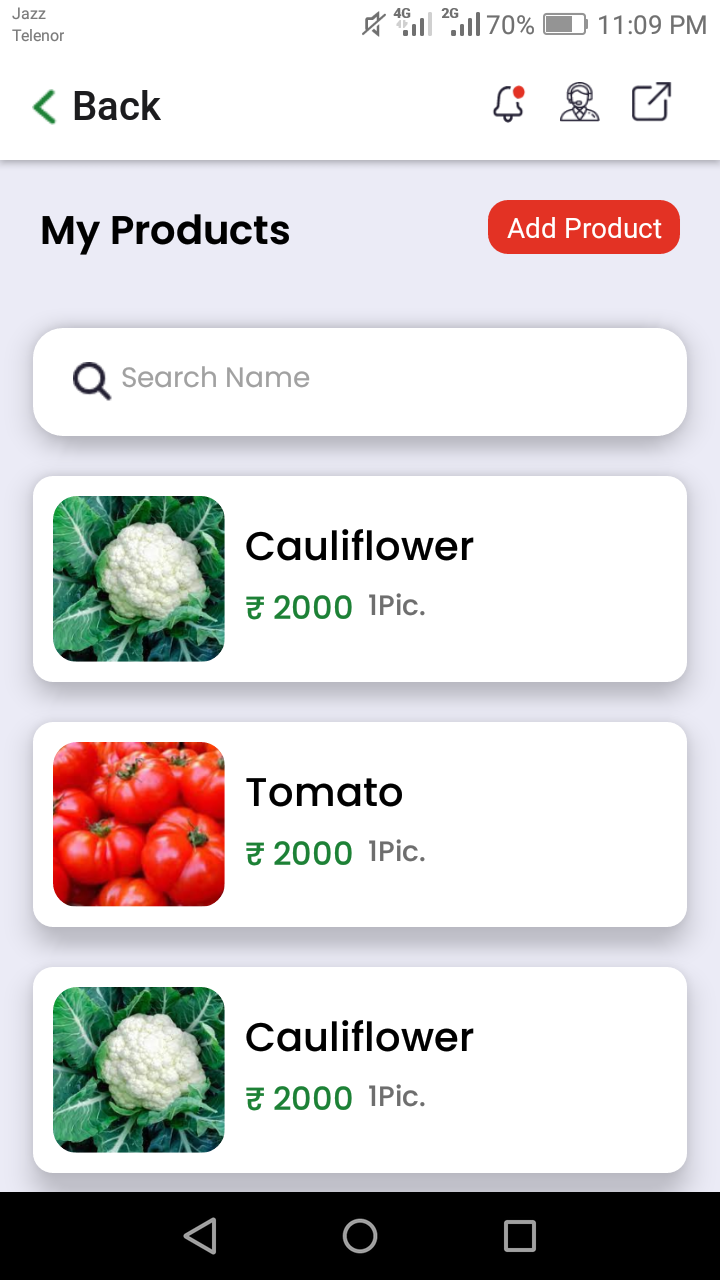 Jazz
Telenor
4G 2G 70% 11:09 PM
Back
My Products
Add Product
Search Name
Cauliflower
₹ 2000 1Pic.
Tomato
₹ 2000 1Pic.
Cauliflower
₹ 2000 1Pic.